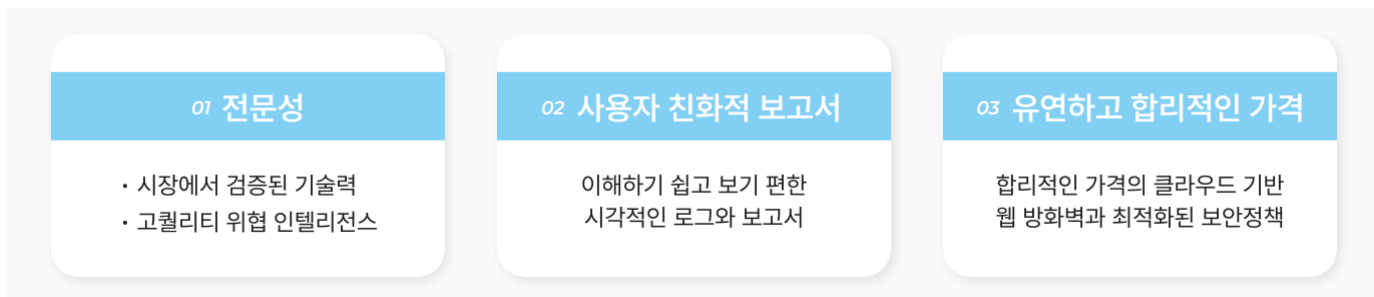 01 전문성
• 시장에서 검증된 기술력
• 고퀄리티 위협 인텔리전스
02 사용자 친화적 보고서
이해하기 쉽고 보기 편한
시각적인 로그와 보고서
03 유연하고 합리적인 가격
합리적인 가격의 클라우드 기반
웹 방화벽과 최적화된 보안정책